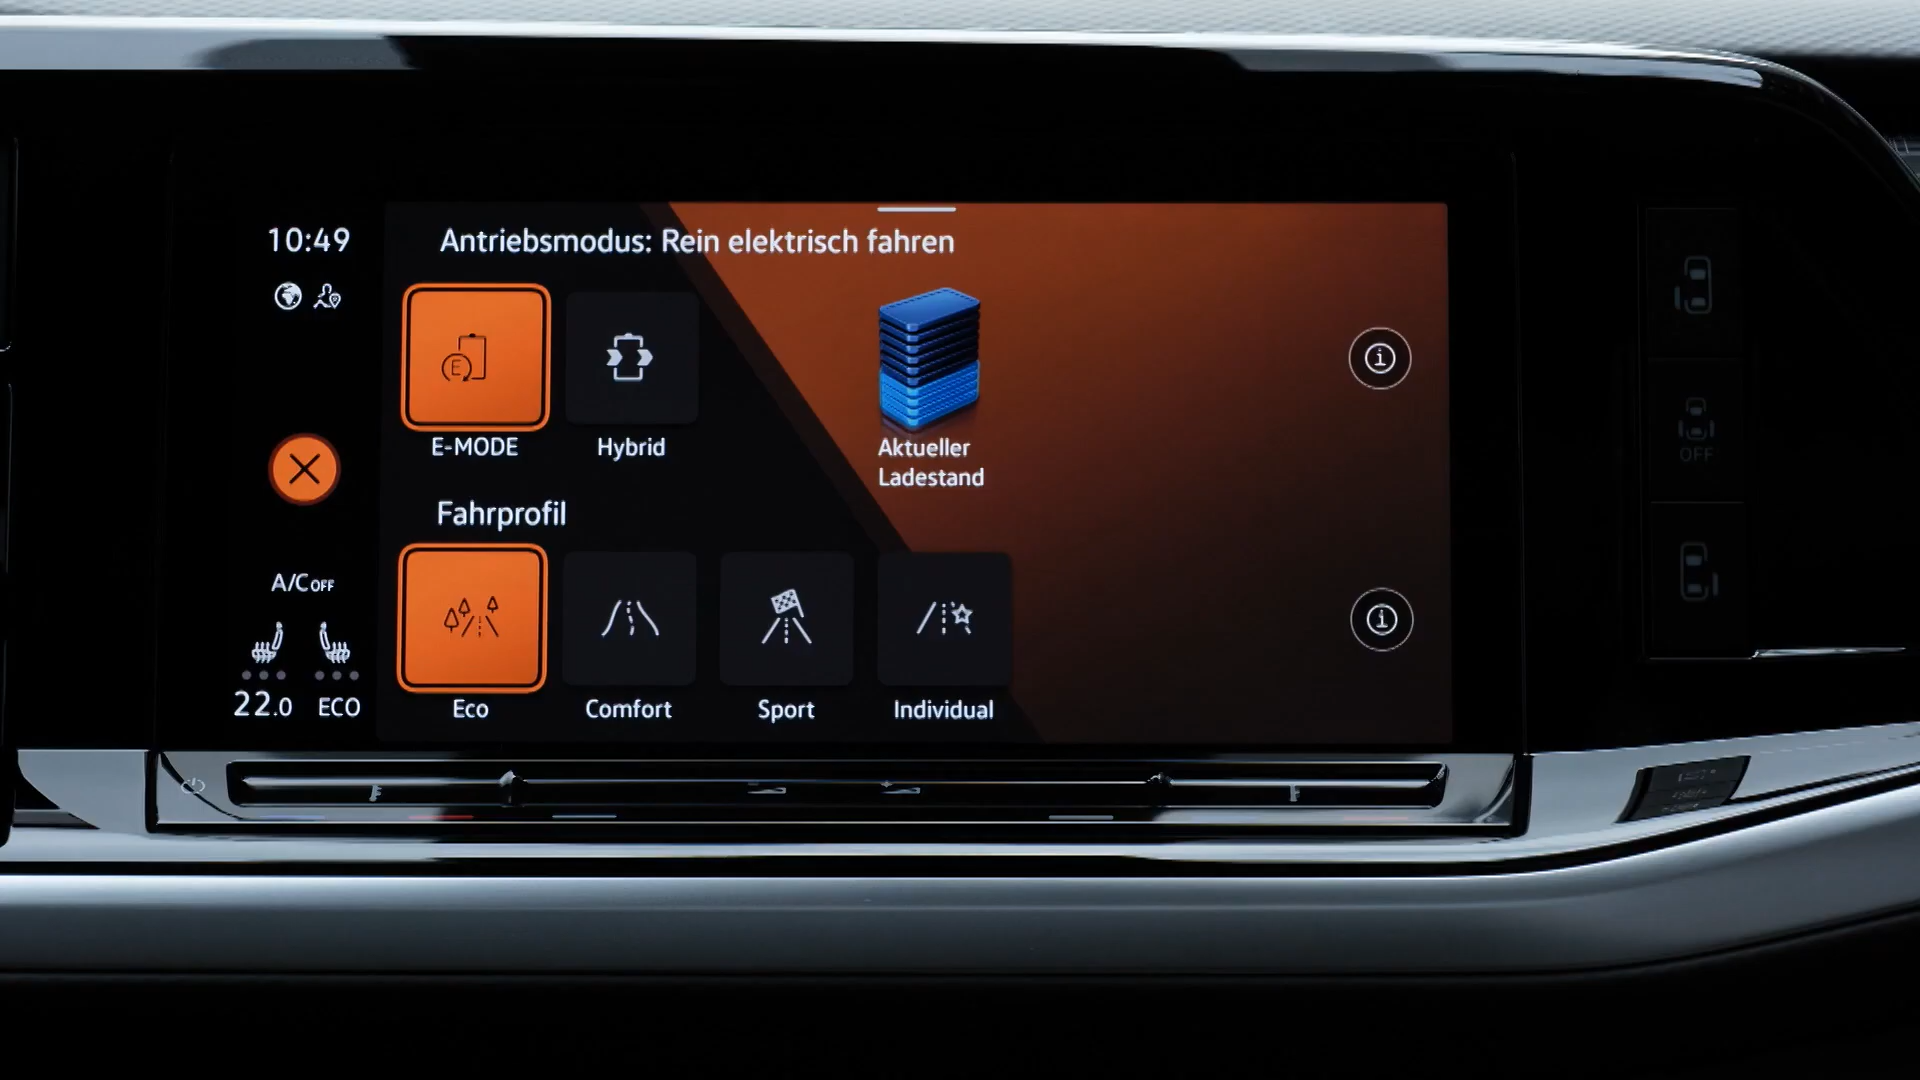 10:49
Antriebsmodus: Rein elektrisch fahren
E
E-MODE
Hybrid
Aktueller
Ladestand
Fahrprofil
A/C OFF
22.0
ECO
Eco
Comfort
Sport
Individual
i
i
OFF